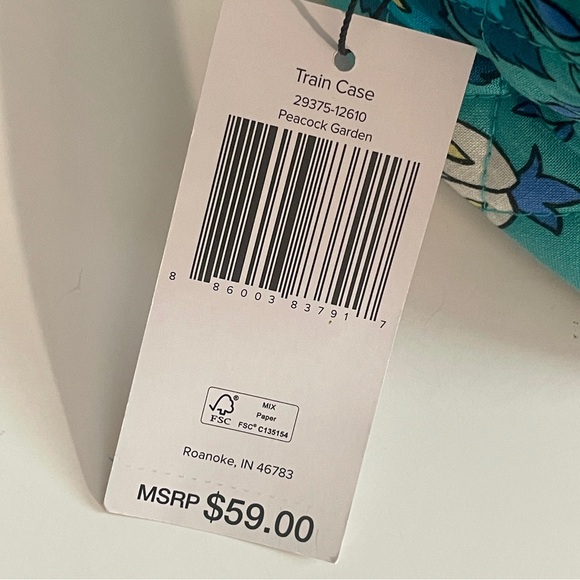 Train Case
29375-12610
Peacock Garden
8 86003 83791 7
MIX
Paper
FSC® C135154
FSC
Roanoke, IN 46783
MSRP $59.00